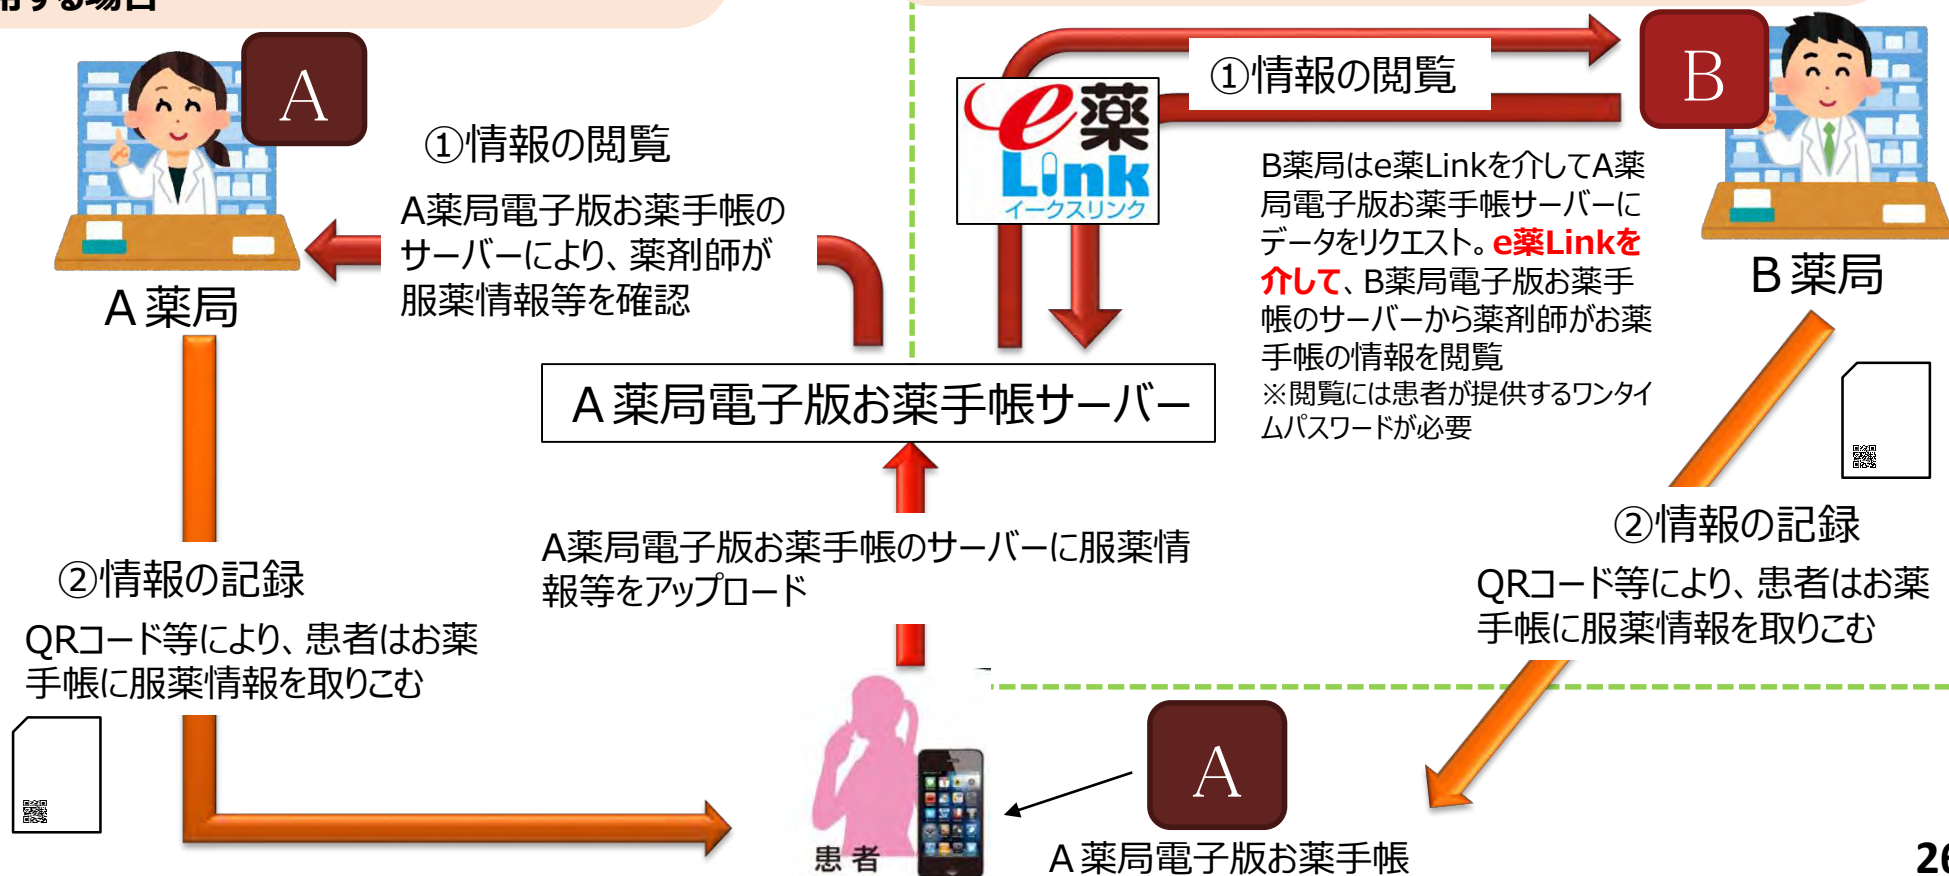 用する場合
A
①情報の閲覧
A薬局電子版お薬手帳の
サーバーにより、薬剤師が
服薬情報等を確認
A薬局
②情報の記録
QRコード等により、患者はお薬
手帳に服薬情報を取りこむ
e薬
Link
イークスリンク
①情報の閲覧
B
B薬局はe薬Linkを介してA薬
局電子版お薬手帳サーバーに
データをリクエスト。e薬Linkを
介して、B薬局電子版お薬手
帳のサーバーから薬剤師がお薬
手帳の情報を閲覧
※閲覧には患者が提供するワンタイ
ムパスワードが必要
B薬局
A薬局電子版お薬手帳サーバー
A薬局電子版お薬手帳のサーバーに服薬情
報等をアップロード
②情報の記録
QRコード等により、患者はお薬
手帳に服薬情報を取りこむ
患者
A
A薬局電子版お薬手帳
26